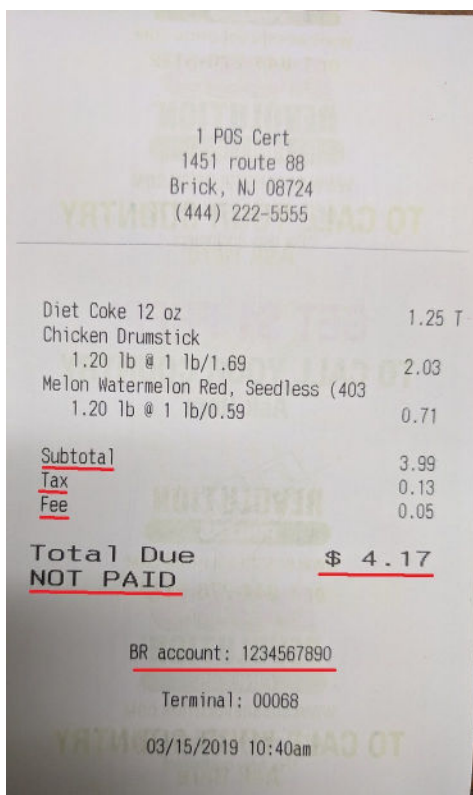 1 POS Cert
1451 route 88
Brick, NJ 08724
(444) 222-5555
Diet Coke 12 oz 1.25 T
Chicken Drumstick
1.20 lb @ 1 lb/1.69 2.03
Melon Watermelon Red, Seedless (403
1.20 lb @ 1 lb/0.59 0.71
Subtotal 3.99
Tax 0.13
Fee 0.05
Total Due $ 4.17
NOT PAID
BR account: 1234567890
Terminal: 00068
03/15/2019 10:40am